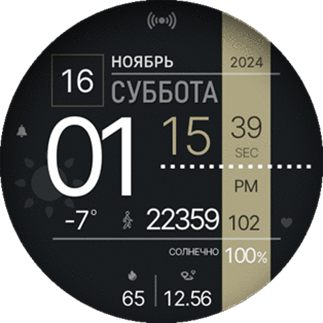 НОЯБРЬ 2024
16 СУББОТА
01 15 39
SEC
PM
-7° 22359 102
СОЛНЕЧНО 100%
65 12.56